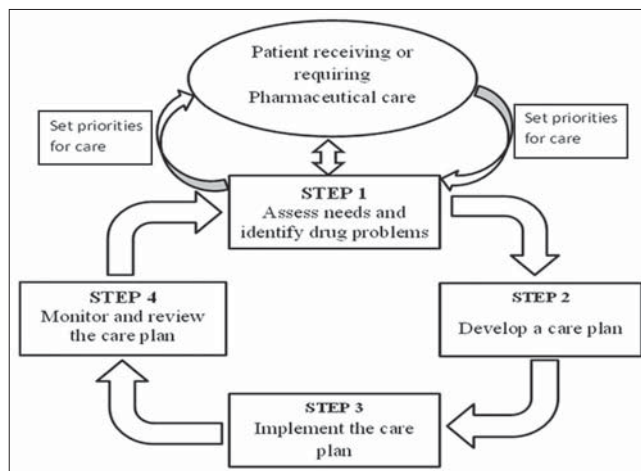 Patient receiving or
requiring
Pharmaceutical care
Set priorities
for care
Set priorities
for care
STEP 1
Assess needs and
identify drug problems
STEP 4
Monitor and review
the care plan
STEP 2
Develop a care plan
STEP 3
Implement the care
plan